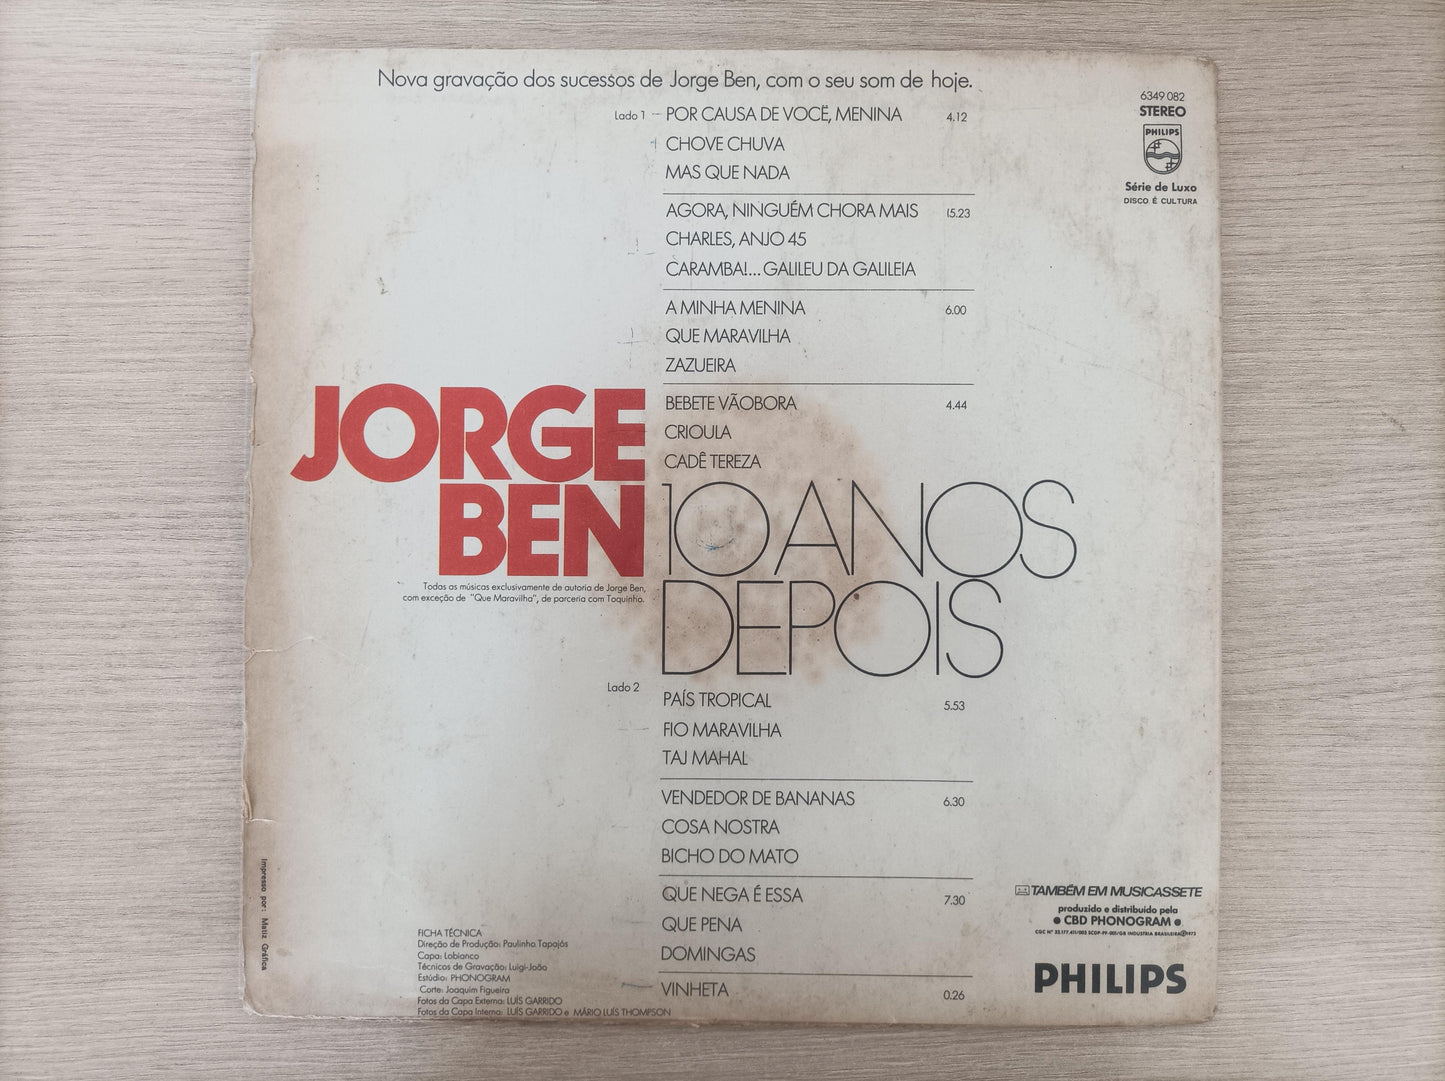 Nova gravação dos sucessos de Jorge Ben, com o seu som de hoje.
6349 082
STEREO
PHILIPS
Série de Luxo
DISCO É CULTURA
Lado 1 POR CAUSA DE VOCÊ, MENINA 4.12
CHOVE CHUVA
MAS QUE NADA
AGORA, NINGUÉM CHORA MAIS (5.23
CHARLES, ANJO 45
CARAMBA!... GALILEU DA GALILEIA
A MINHA MENINA 6.00
QUE MARAVILHA
ZAZUEIRA
BEBETE VÃOBORA 4.44
CRIOULA
CADÊ TEREZA
JORGE
BEN
10 ANOS
DEPOIS
Todas as músicas exclusivamente de autoria de Jorge Ben,
com exceção de "Que Maravilha", de parceria com Toquinho.
Lado 2
PAÍS TROPICAL 5.53
FIO MARAVILHA
TAJ MAHAL
VENDEDOR DE BANANAS 6.30
COSA NOSTRA
BICHO DO MATO
QUE NEGA É ESSA 7.30
QUE PENA
DOMINGAS
VINHETA 0.26
FICHA TÉCNICA
Direção de Produção: Paulinho Tapajós
Capa: Lobianco
Técnicos de Gravação: Luigi-João
Estúdio: PHONOGRAM
Corte: Joaquim Figueira
Fotos da Capa Externa: LUÍS GARRIDO
Fotos da Capa Interna: LUÍS GARRIDO e MÁRIO LUÍS THOMPSON
Impresso por: Matiz Gráfica
TAMBÉM EM MUSICASSETE
produzido e distribuído pela
● CBD PHONOGRAM ●
INDUSTRIA BRASILEIRA Ⓟ1973
PHILIPS